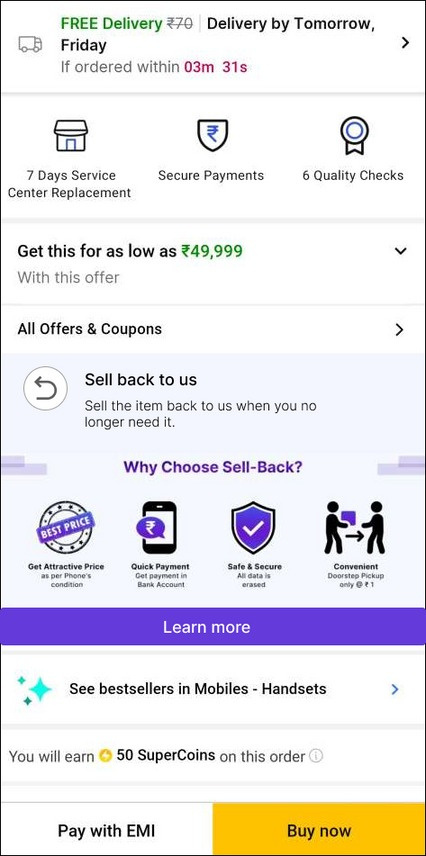 FREE Delivery ₹70 | Delivery by Tomorrow,
Friday
If ordered within 03m 31s
7 Days Service
Center Replacement
Secure Payments
6 Quality Checks
Get this for as low as ₹49,999
With this offer
All Offers & Coupons
Sell back to us
Sell the item back to us when you no
longer need it.
Why Choose Sell-Back?
BEST PRICE
Get Attractive Price
as per Phone's
condition
Quick Payment
Get payment in
Bank Account
Safe & Secure
All data is
erased
Convenient
Doorstep Pickup
only @ ₹ 1
Learn more
See bestsellers in Mobiles - Handsets
You will earn 50 SuperCoins on this order
Pay with EMI
Buy now